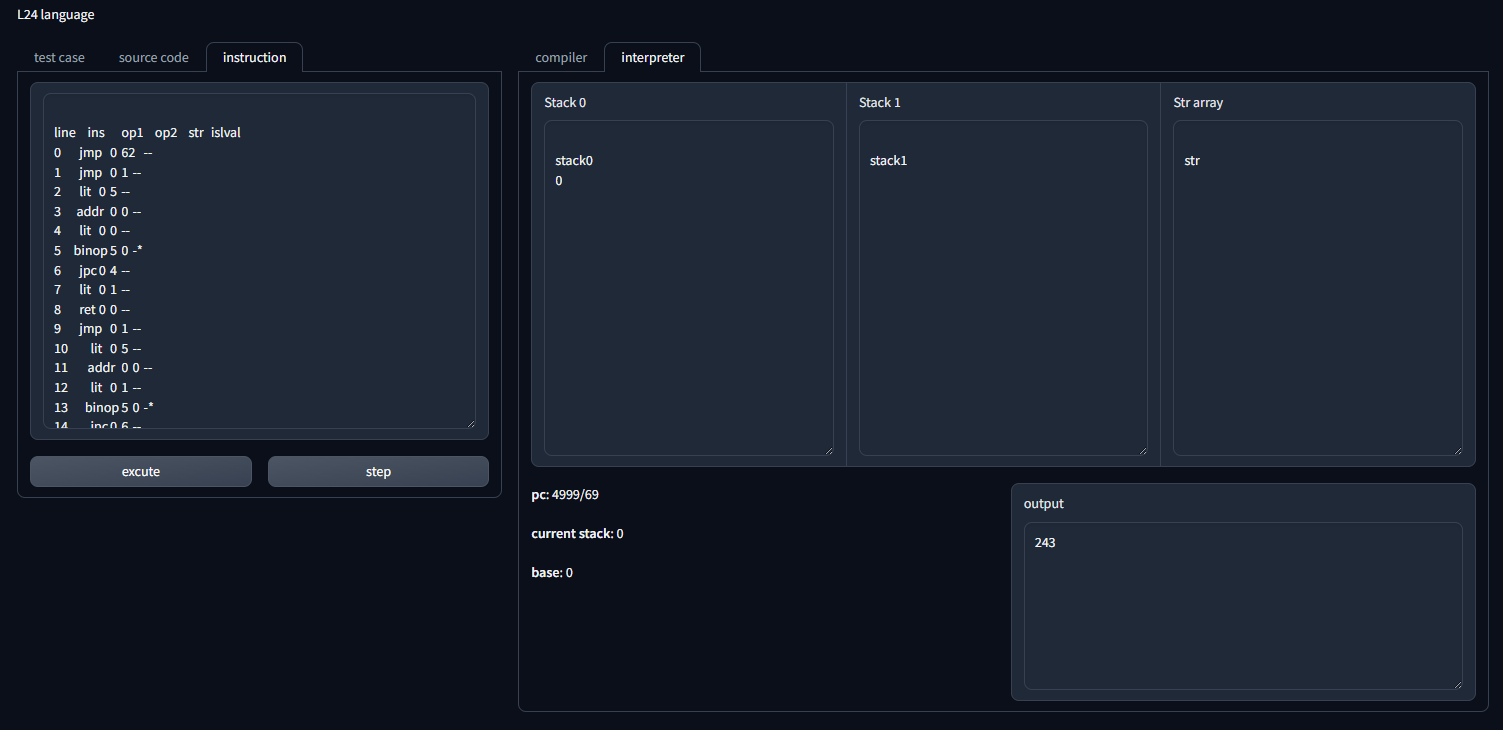 L24 language
test case source code instruction
line ins op1 op2 str islval
0 jmp 0 62 --
1 jmp 0 1 --
2 lit 0 5 --
3 addr 0 0 --
4 lit 0 0 --
5 binop 5 0 -*
6 jpc 0 4 --
7 lit 0 1 --
8 ret 0 0 --
9 jmp 0 1 --
10 lit 0 5 --
11 addr 0 0 --
12 lit 0 1 --
13 binop 5 0 -*
14 jpc 0 6 --
excute step
compiler interpreter
Stack 0 Stack 1 Str array
stack0 stack1 str
0
pc: 4999/69
current stack: 0
base: 0
output
243